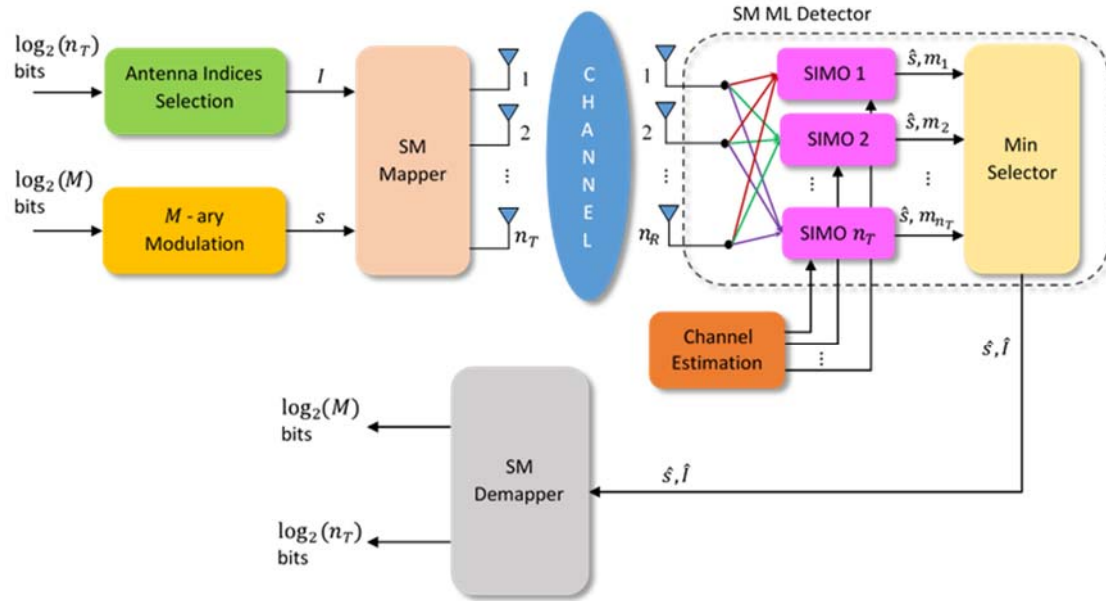 SM ML Detector
log₂(n_T)
bits
Antenna Indices
Selection
I
SM
Mapper
1
2
⋮
n_T
C
H
A
N
N
E
L
1
2
⋮
n_R
SIMO 1
SIMO 2
⋮
SIMO n_T
ŝ, m₁
ŝ, m₂
⋮
ŝ, m_{n_T}
Min
Selector
log₂(M)
bits
M - ary
Modulation
s
Channel
Estimation
⋮
ŝ, Î
log₂(M)
bits
SM
Demapper
ŝ, Î
log₂(n_T)
bits